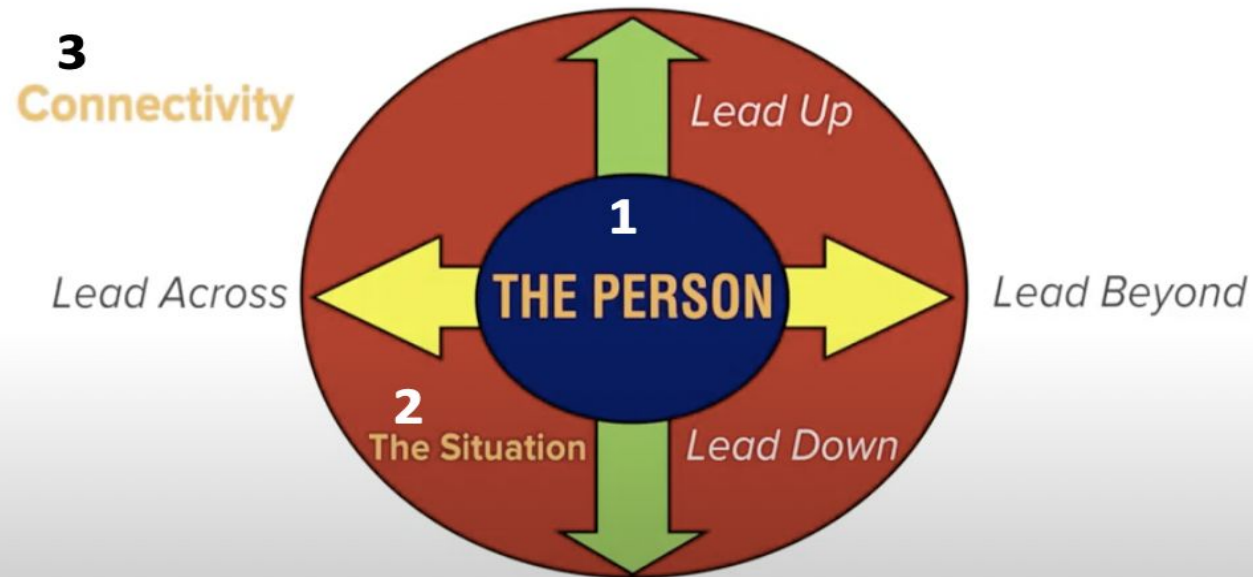 3
Connectivity
Lead Up
1
THE PERSON
Lead Across
Lead Beyond
2
The Situation
Lead Down